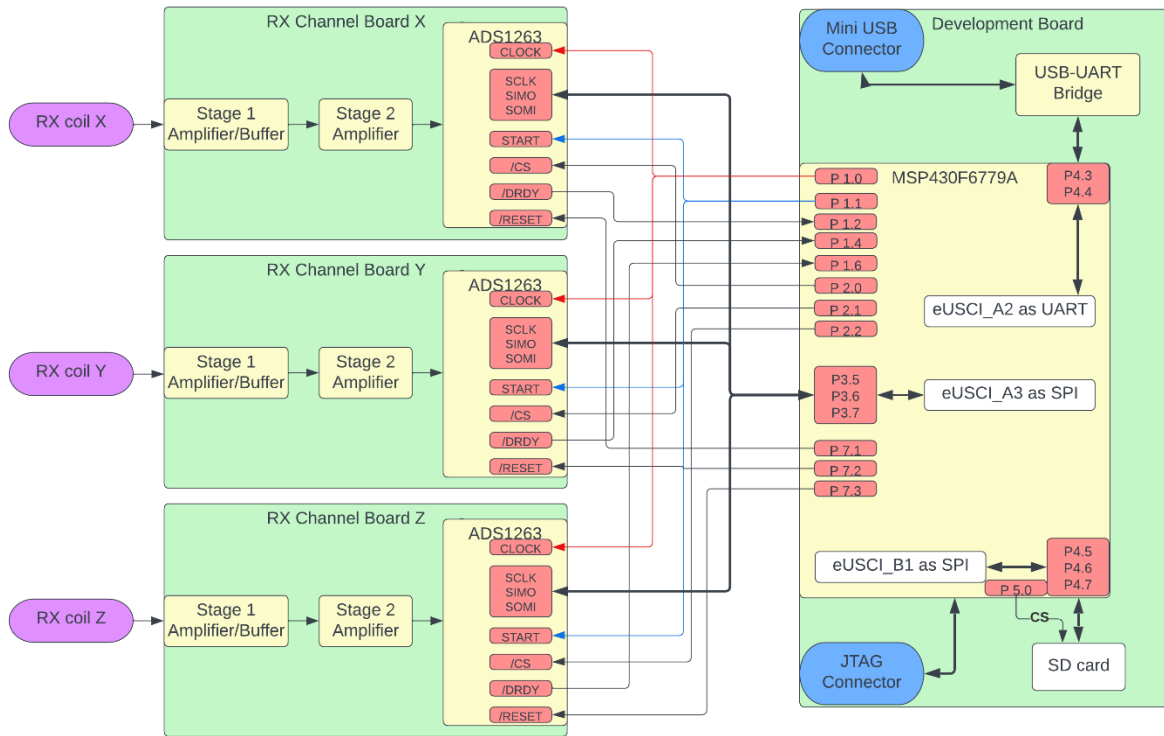 RX Channel Board X
ADS1263
CLOCK
SCLK
SIMO
SOMI
START
/CS
/DRDY
/RESET
RX coil X
Stage 1
Amplifier/Buffer
Stage 2
Amplifier
RX Channel Board Y
ADS1263
CLOCK
SCLK
SIMO
SOMI
START
/CS
/DRDY
/RESET
RX coil Y
Stage 1
Amplifier/Buffer
Stage 2
Amplifier
RX Channel Board Z
ADS1263
CLOCK
SCLK
SIMO
SOMI
START
/CS
/DRDY
/RESET
RX coil Z
Stage 1
Amplifier/Buffer
Stage 2
Amplifier
Mini USB
Connector
Development Board
USB-UART
Bridge
MSP430F6779A
P4.3
P4.4
P 1.0
P 1.1
P 1.2
P 1.4
P 1.6
P 2.0
P 2.1
P 2.2
eUSCI_A2 as UART
P3.5
P3.6
P3.7
eUSCI_A3 as SPI
P 7.1
P 7.2
P 7.3
eUSCI_B1 as SPI
P4.5
P4.6
P4.7
P 5.0
CS
JTAG
Connector
SD card